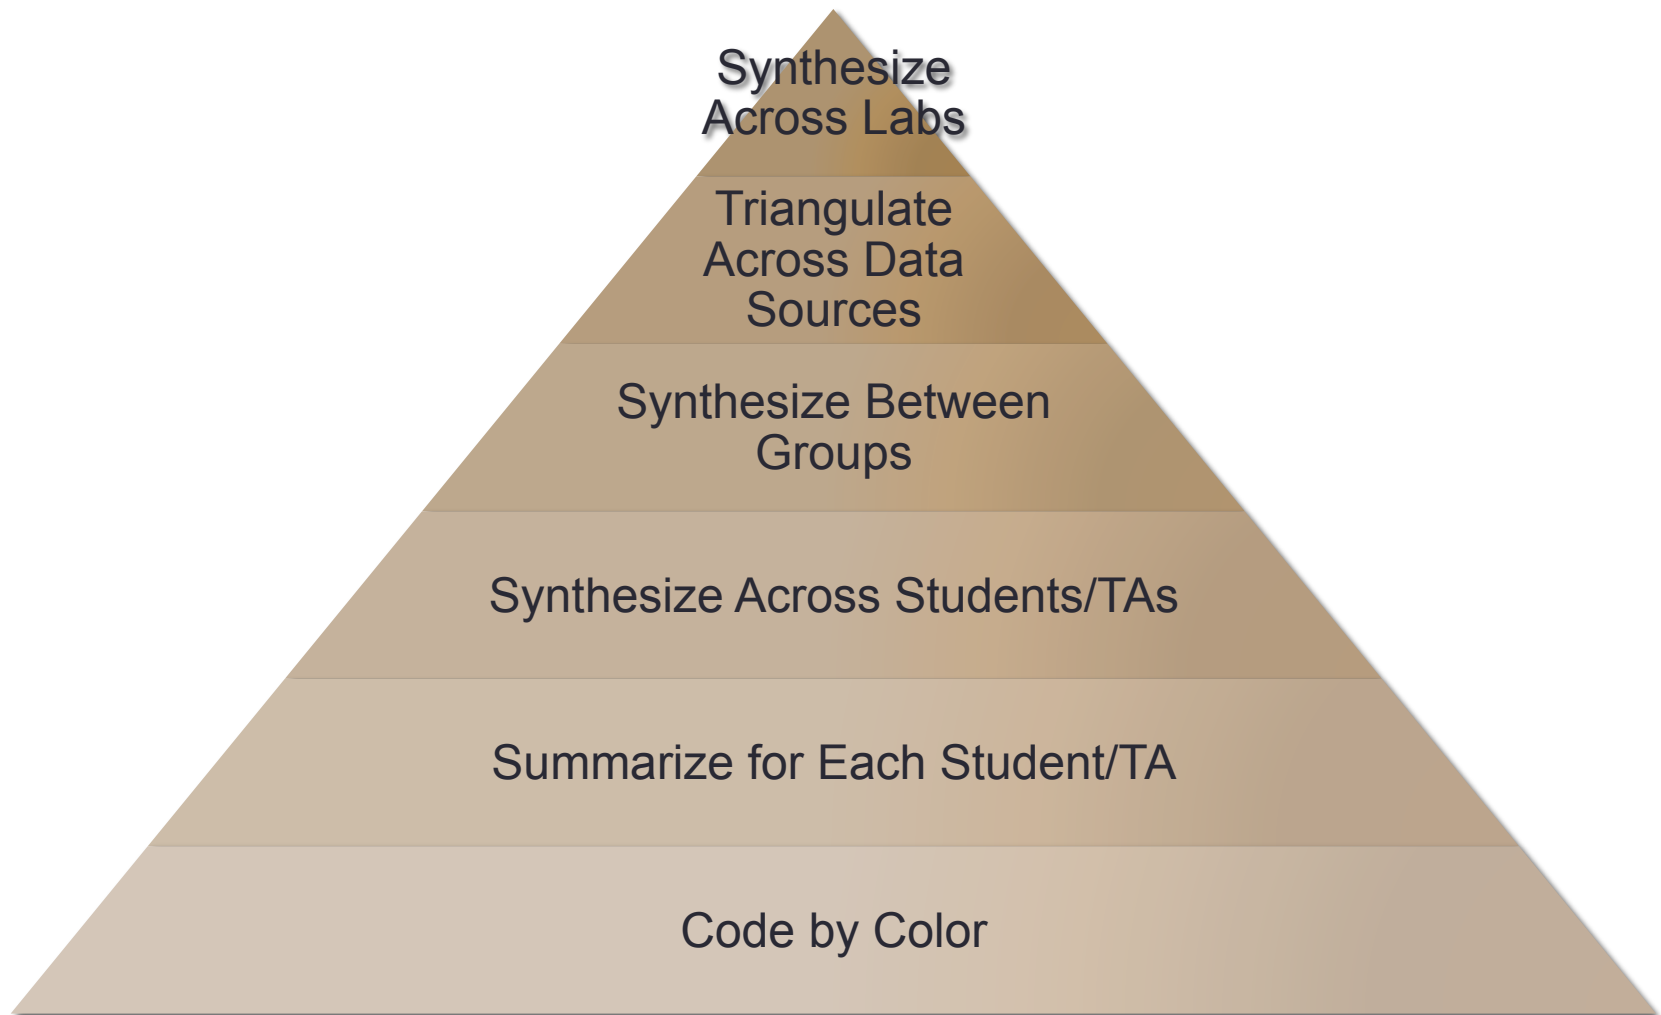 Synthesize
Across Labs
Triangulate
Across Data
Sources
Synthesize Between
Groups
Synthesize Across Students/TAs
Summarize for Each Student/TA
Code by Color